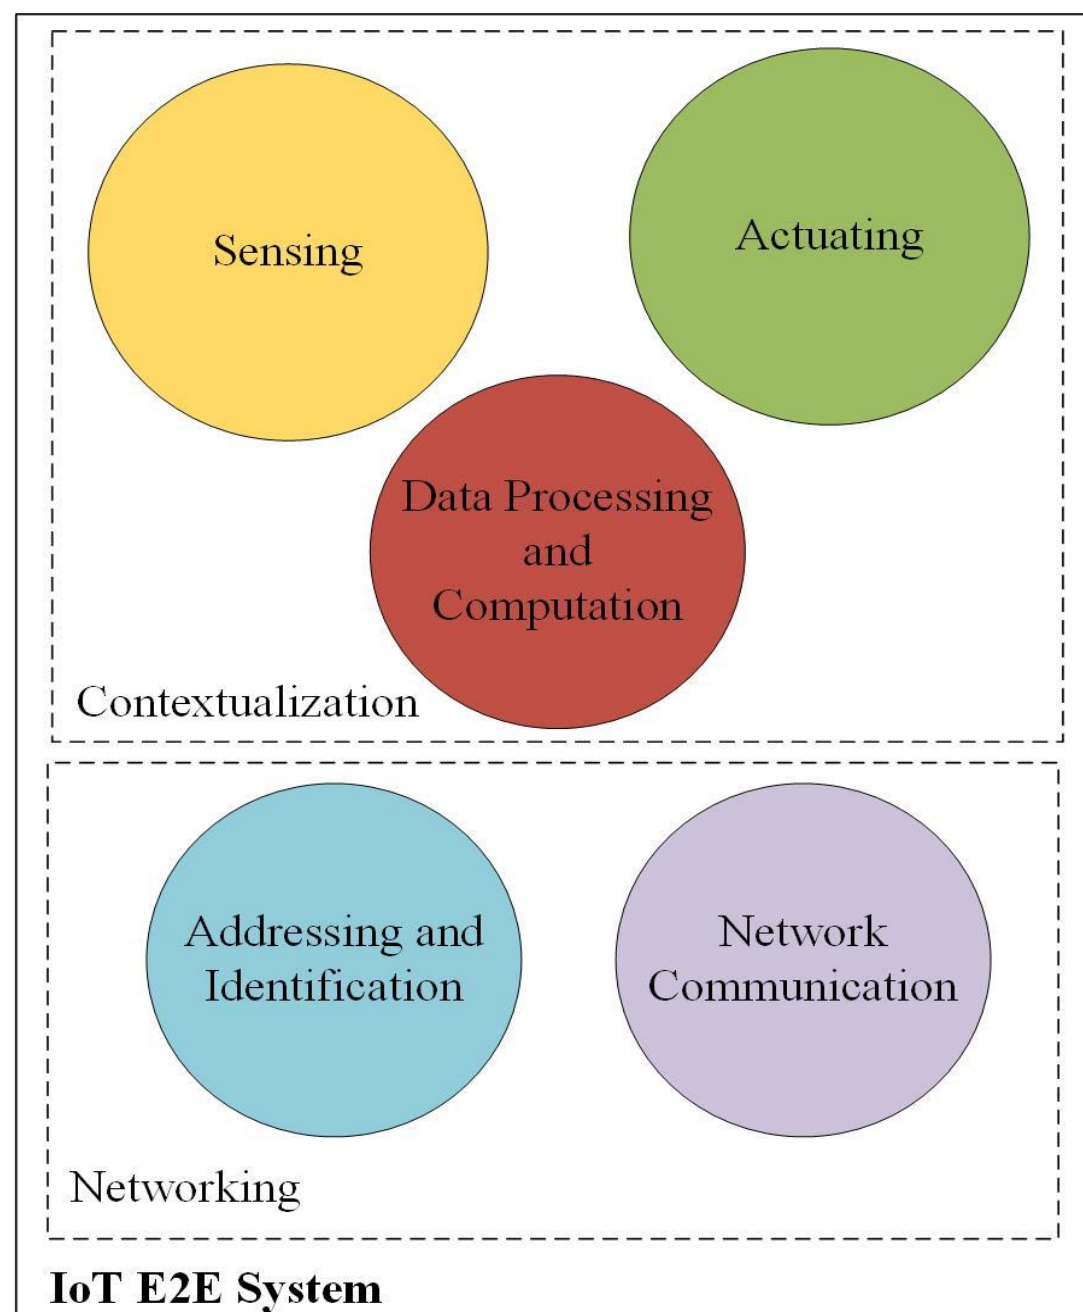 Sensing
Actuating
Data Processing
and
Computation
Contextualization
Addressing and
Identification
Network
Communication
Networking
IoT E2E System